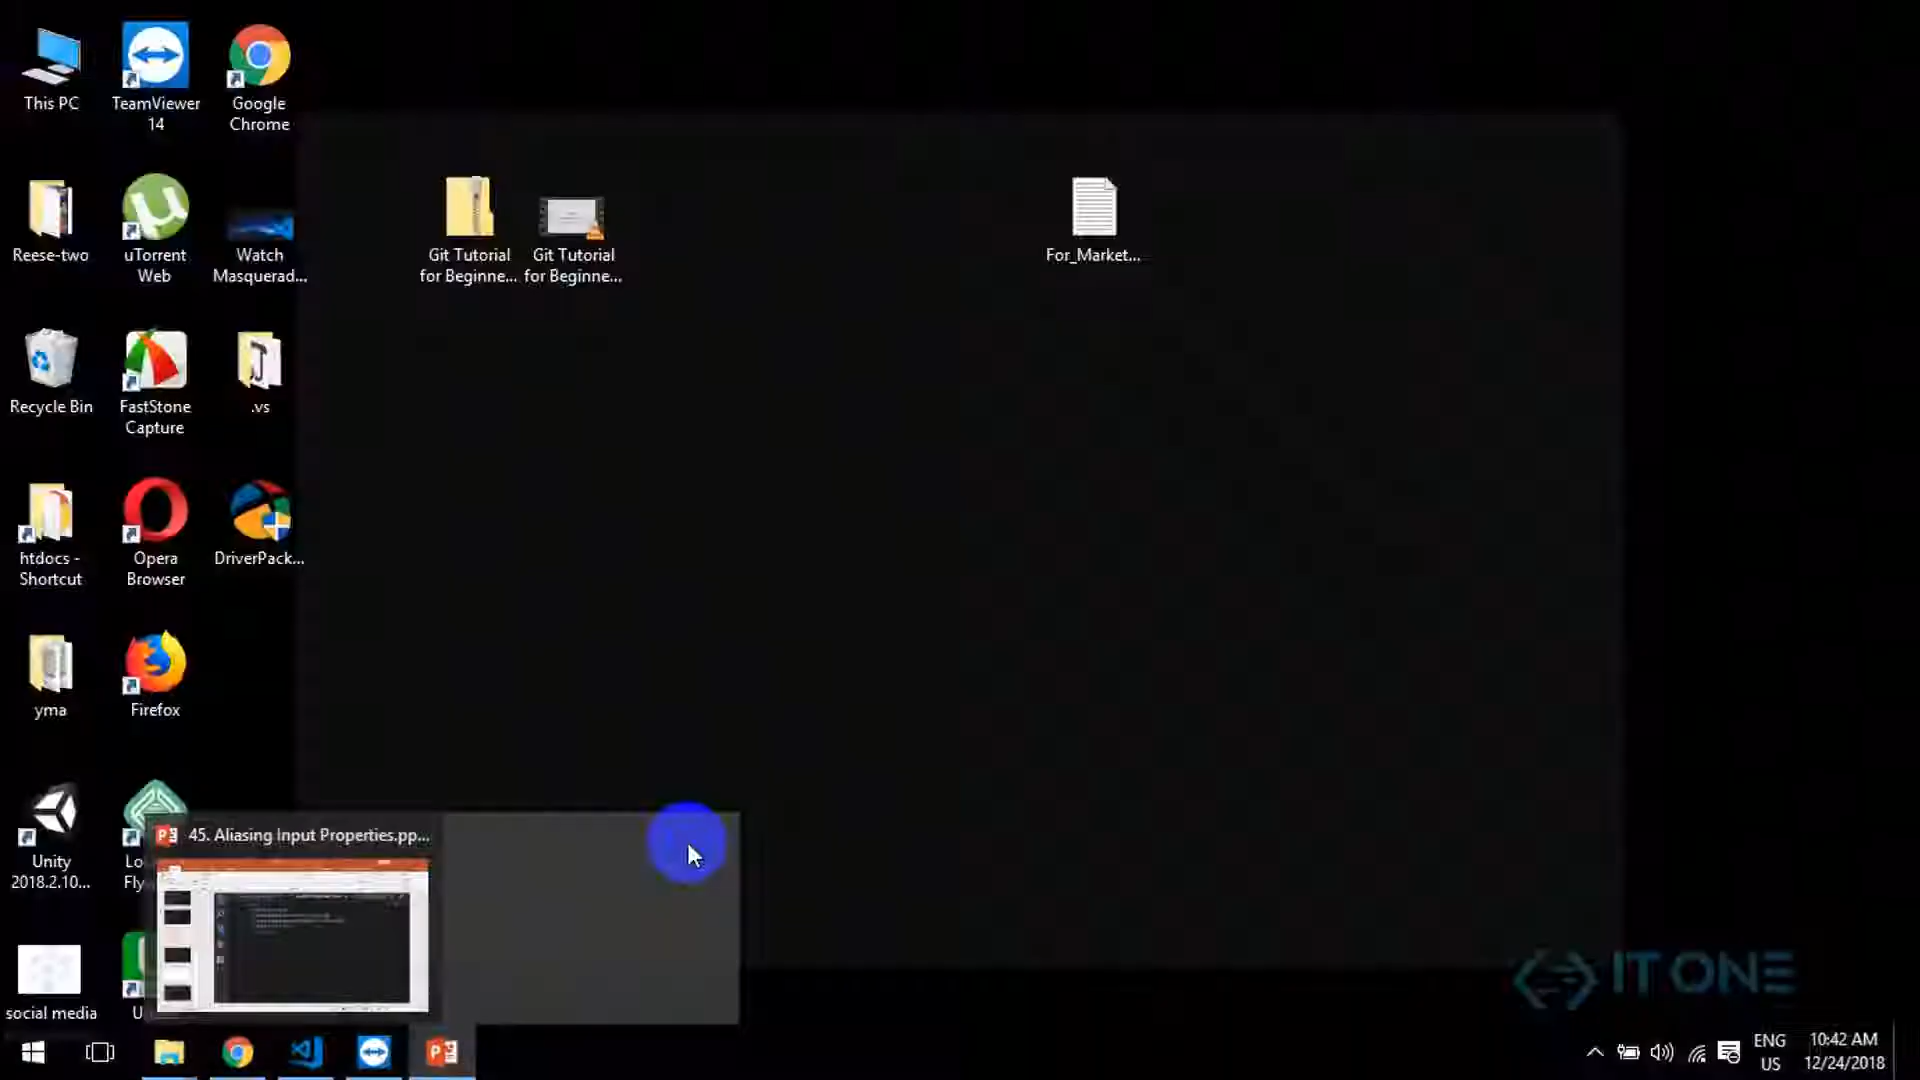 This PC
TeamViewer
14
Google
Chrome
Reese-two
uTorrent
Web
Watch
Masquerad...
Git Tutorial
for Beginne...
Git Tutorial
for Beginne...
For_Market...
Recycle Bin
FastStone
Capture
.vs
htdocs -
Shortcut
Opera
Browser
DriverPack...
yma
Firefox
Unity
2018.2.10...
Lo
Fly
45. Aliasing Input Properties.pp...
social media
U
IT ONE
ENG
US
10:42 AM
12/24/2018